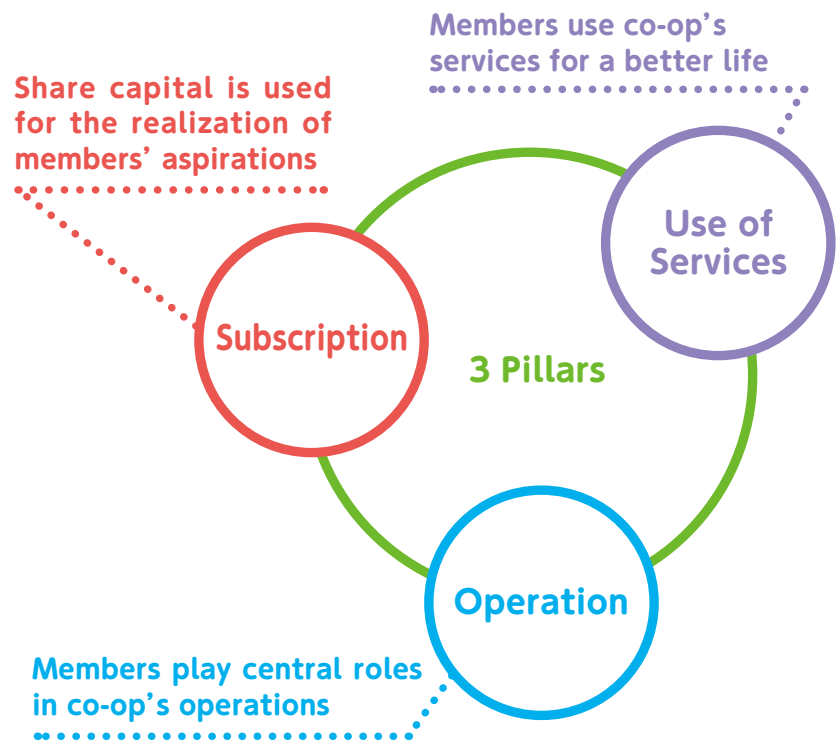 Members use co-op’s
services for a better life
Share capital is used
for the realization of
members’ aspirations
Use of
Services
Subscription
3 Pillars
Operation
Members play central roles
in co-op’s operations